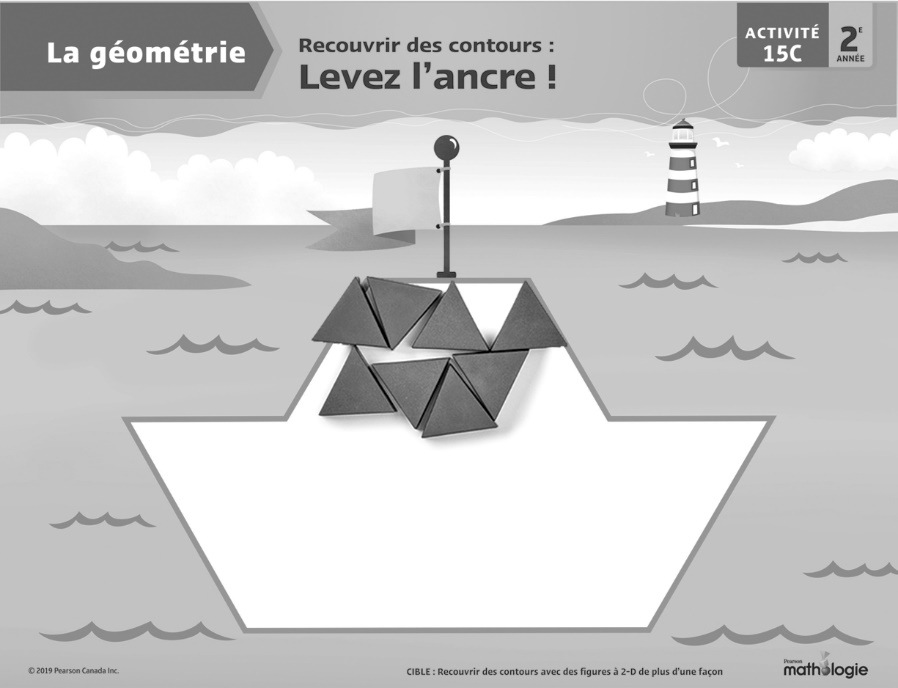 La géométrie
Recouvrir des contours :
Levez l’ancre !
ACTIVITÉ
15C
2E
ANNÉE
© 2019 Pearson Canada Inc.
CIBLE : Recouvrir des contours avec des figures à 2-D de plus d’une façon
Pearson
mathologie